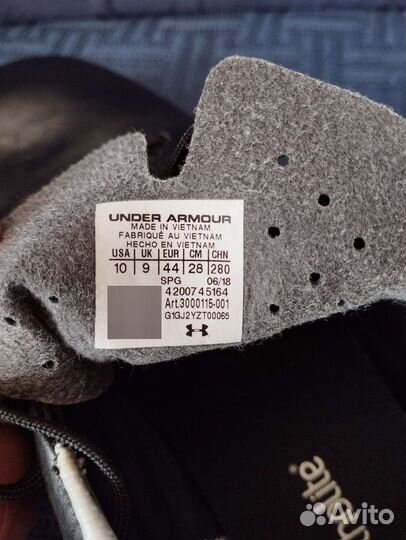 UNDER ARMOUR
MADE IN VIETNAM
FABRIQUÉ AU VIETNAM
HECHO EN VIETNAM
USA UK EUR CM CHN
10 9 44 28 280
SPG 06/18
4200745164
Art.3000115-001
G1GJ2YZT00065
Avito